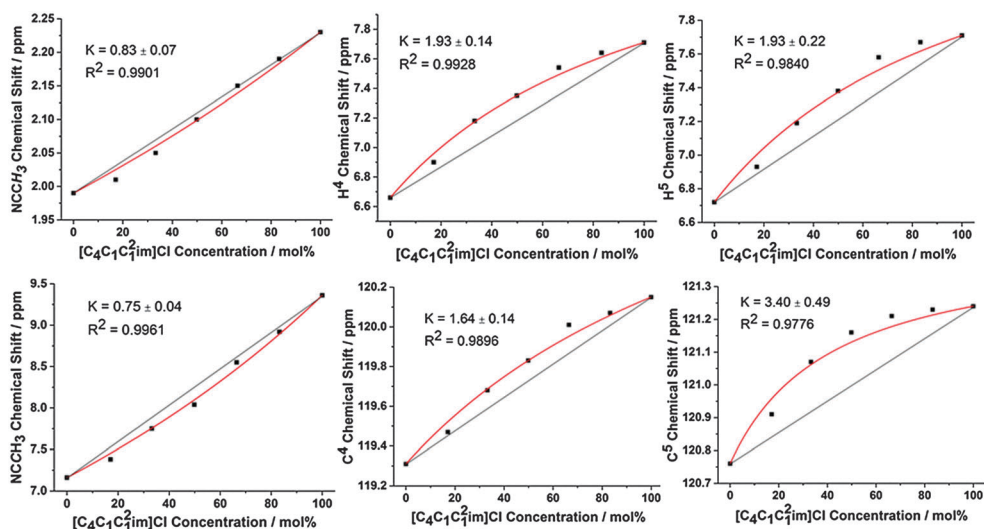 NCCH3 Chemical Shift / ppm
2.25
2.20
2.15
2.10
2.05
2.00
1.95
K = 0.83 ± 0.07
R² = 0.9901
0 20 40 60 80 100
[C₄C₁C₁²im]Cl Concentration / mol%
H⁴ Chemical Shift / ppm
7.8
7.6
7.4
7.2
7.0
6.8
6.6
6.4
K = 1.93 ± 0.14
R² = 0.9928
0 20 40 60 80 100
[C₄C₁C₁²im]Cl Concentration / mol%
H⁵ Chemical Shift / ppm
7.8
7.6
7.4
7.2
7.0
6.8
6.6
K = 1.93 ± 0.22
R² = 0.9840
0 20 40 60 80 100
[C₄C₁C₁²im]Cl Concentration / mol%
NCCH3 Chemical Shift / ppm
9.5
9.0
8.5
8.0
7.5
7.0
K = 0.75 ± 0.04
R² = 0.9961
0 20 40 60 80 100
[C₄C₁C₁²im]Cl Concentration / mol%
C⁴ Chemical Shift / ppm
120.2
120.0
119.8
119.6
119.4
119.2
K = 1.64 ± 0.14
R² = 0.9896
0 20 40 60 80 100
[C₄C₁C₁²im]Cl Concentration / mol%
C⁵ Chemical Shift / ppm
121.3
121.2
121.1
121.0
120.9
120.8
120.7
K = 3.40 ± 0.49
R² = 0.9776
0 20 40 60 80 100
[C₄C₁C₁²im]Cl Concentration / mol%